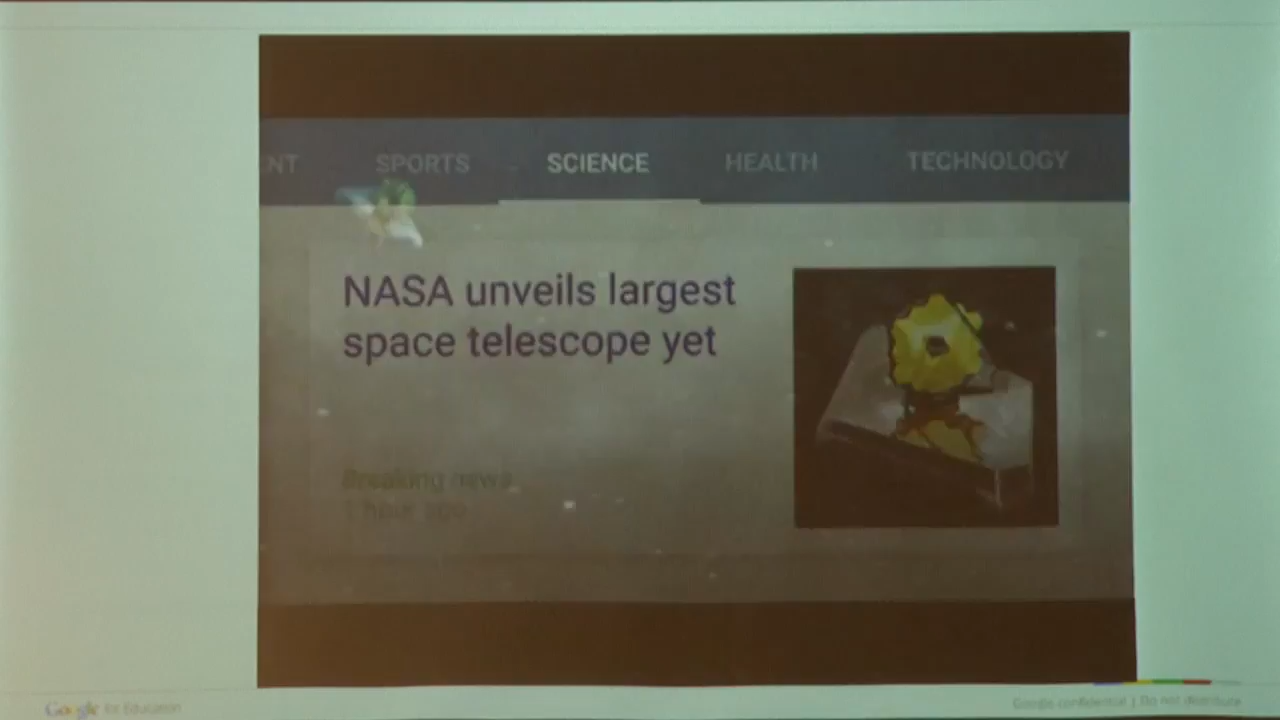 NT SPORTS SCIENCE HEALTH TECHNOLOGY
NASA unveils largest
space telescope yet
Breaking news
1 hour ago
Google for Education
Google confidential | Do not distribute